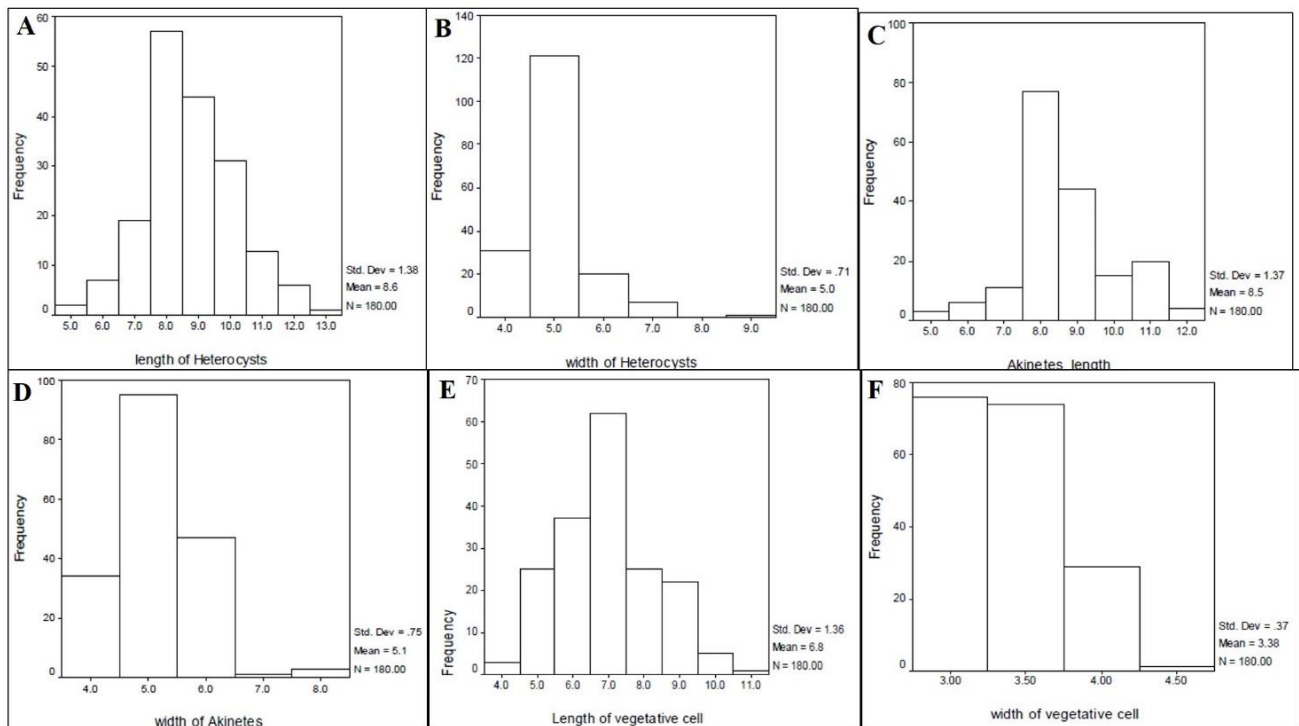 A
Frequency
60
50
40
30
20
10
0
5.0 6.0 7.0 8.0 9.0 10.0 11.0 12.0 13.0
length of Heterocysts
Std. Dev = 1.38
Mean = 8.6
N = 180.00
B
Frequency
140
120
100
80
60
40
20
0
4.0 5.0 6.0 7.0 8.0 9.0
width of Heterocysts
Std. Dev = .71
Mean = 5.0
N = 180.00
C
Frequency
100
80
60
40
20
0
5.0 6.0 7.0 8.0 9.0 10.0 11.0 12.0
Akinetes length
Std. Dev = 1.37
Mean = 8.5
N = 180.00
D
Frequency
100
80
60
40
20
0
4.0 5.0 6.0 7.0 8.0
width of Akinetes
Std. Dev = .75
Mean = 5.1
N = 180.00
E
Frequency
70
60
50
40
30
20
10
0
4.0 5.0 6.0 7.0 8.0 9.0 10.0 11.0
Length of vegetative cell
Std. Dev = 1.36
Mean = 6.8
N = 180.00
F
Frequency
80
60
40
20
0
3.00 3.50 4.00 4.50
width of vegetative cell
Std. Dev = .37
Mean = 3.38
N = 180.00